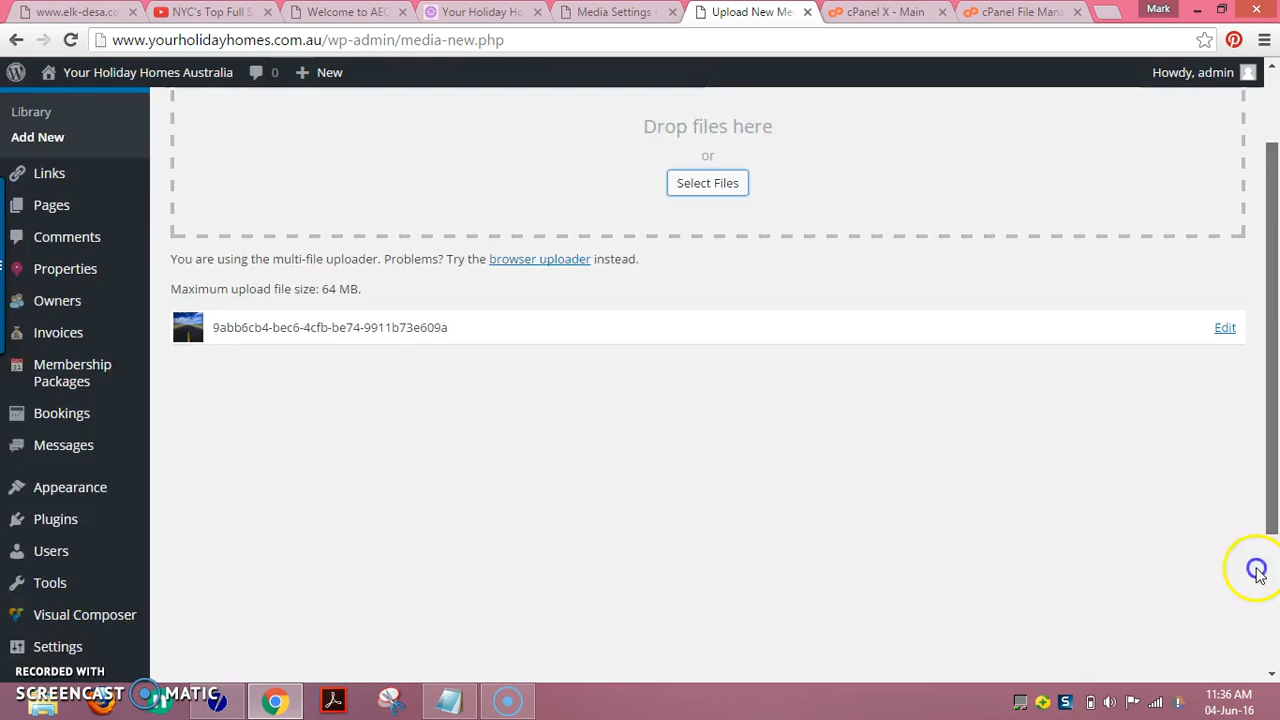 www.elk-desa.co
NYC's Top Full S
Welcome to AEC
Your Holiday Ho
Media Settings
Upload New Me
cPanel X - Main
cPanel File Mana
Mark
www.yourholidayhomes.com.au/wp-admin/media-new.php
Your Holiday Homes Australia
0
New
Howdy, admin
Library
Add New
Links
Pages
Comments
Properties
Owners
Invoices
Membership
Packages
Bookings
Messages
Appearance
Plugins
Users
Tools
Visual Composer
Settings
Drop files here
or
Select Files
You are using the multi-file uploader. Problems? Try the browser uploader instead.
Maximum upload file size: 64 MB.
9abb6cb4-bec6-4cfb-be74-9911b73e609a
Edit
RECORDED WITH
SCREENCAST MATIC
11:36 AM
04-Jun-16